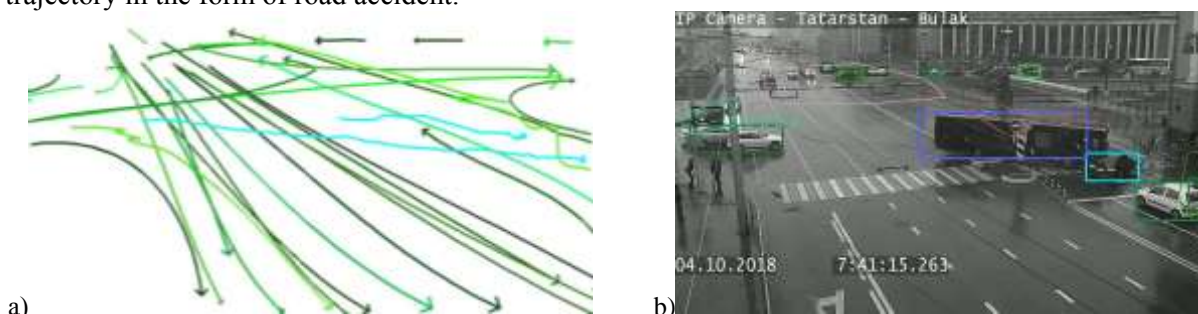 trajectory in the form of road accident.
IP Camera - Tatarstan - Bulak
04.10.2018 7:41:15.263
a)
b)